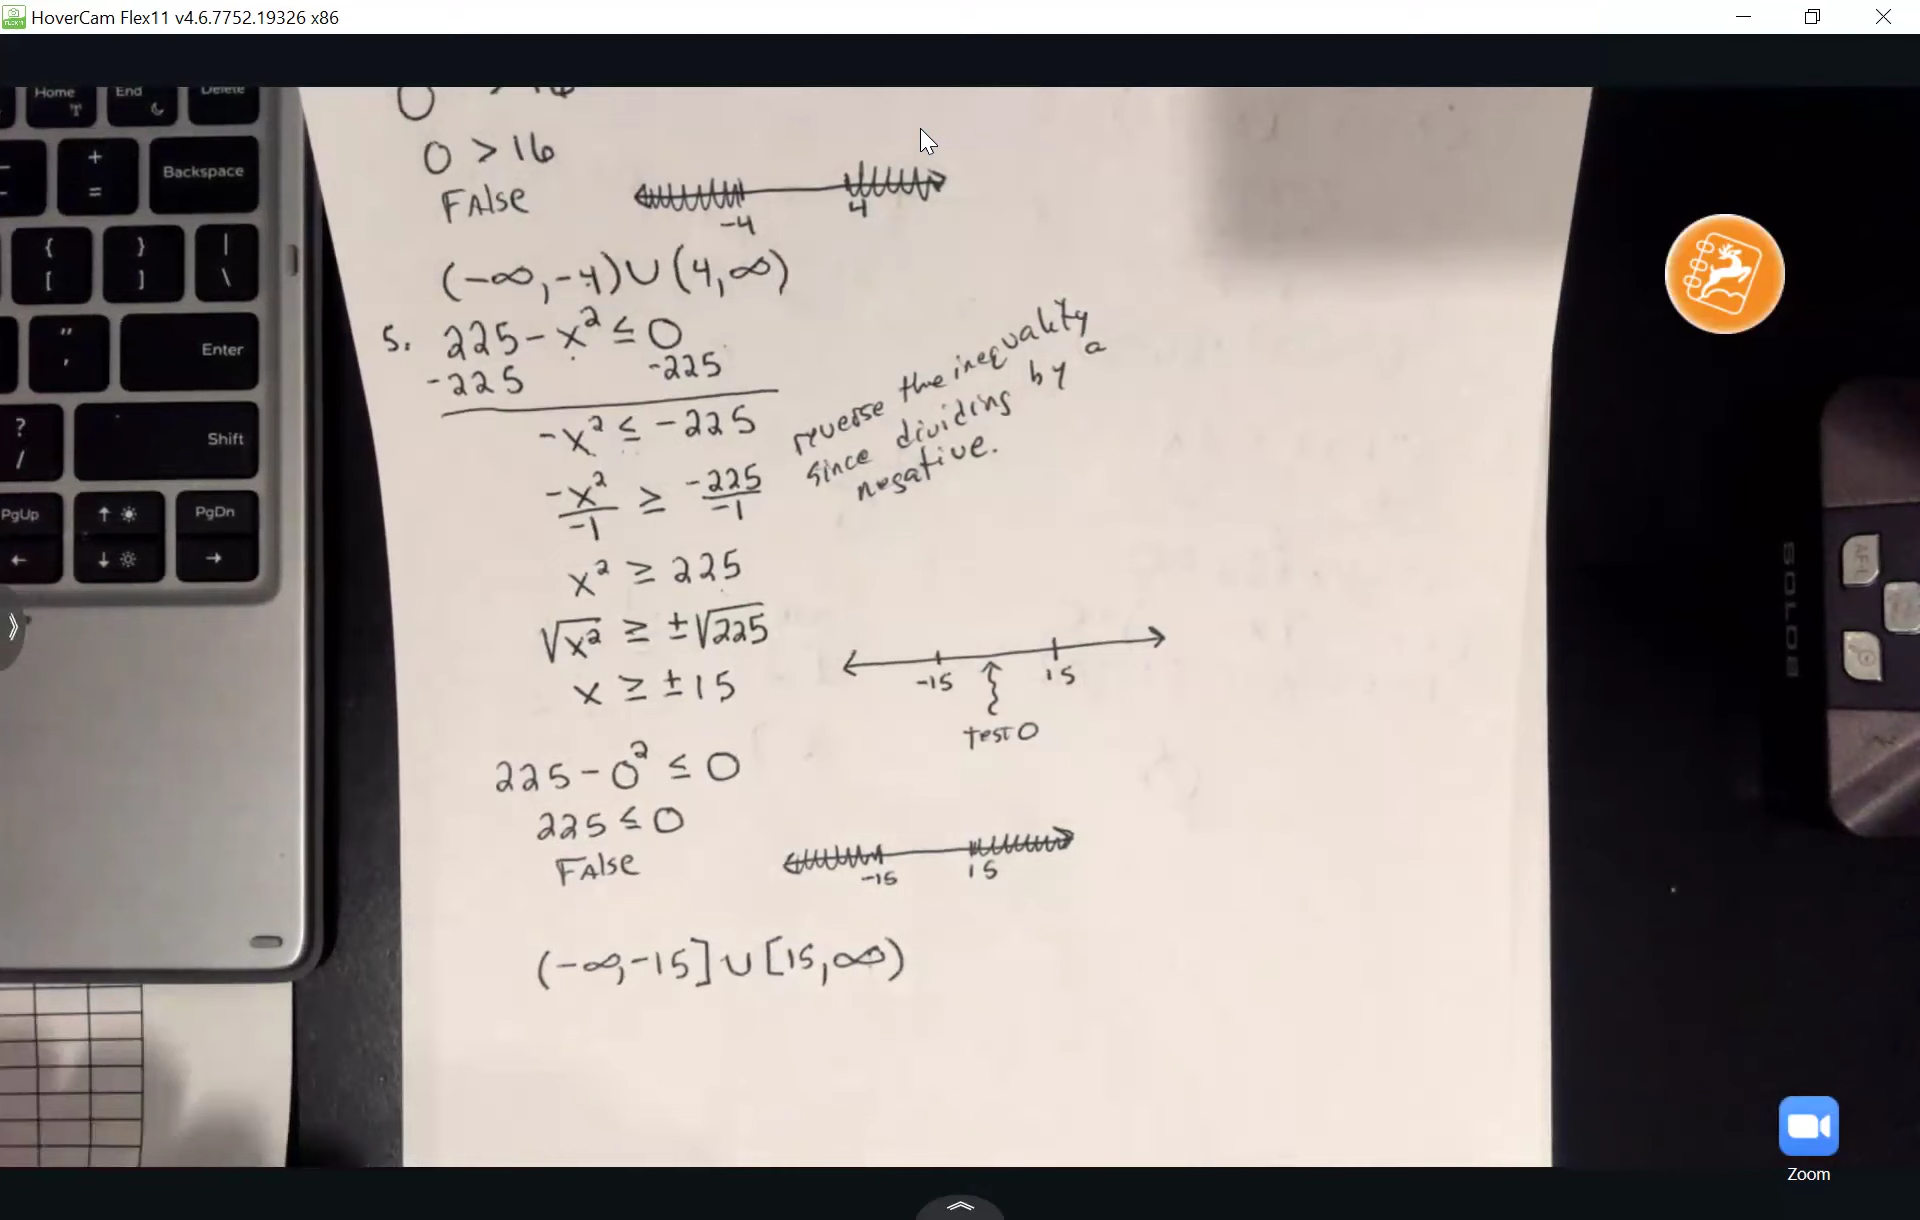 HoverCam Flex11 v4.6.7752.19326 x86
Home
End
Delete
+
=
Backspace
{
[
}
]
|
\
"
,
Enter
?
/
Shift
PgUp
PgDn
SOLO8
AF-L
0 > 16
False
-4
4
(-∞,-4)∪(4,∞)
5. 225-x² ≤ 0
-225 -225
-x² ≤ -225
-x²/-1 ≥ -225/-1
reverse the inequality
since dividing by a
negative.
x² ≥ 225
√x² ≥ ±√225
x ≥ ±15
-15
15
Test 0
225-0² ≤ 0
225 ≤ 0
False
-15
15
(-∞,-15]∪[15,∞)
Zoom